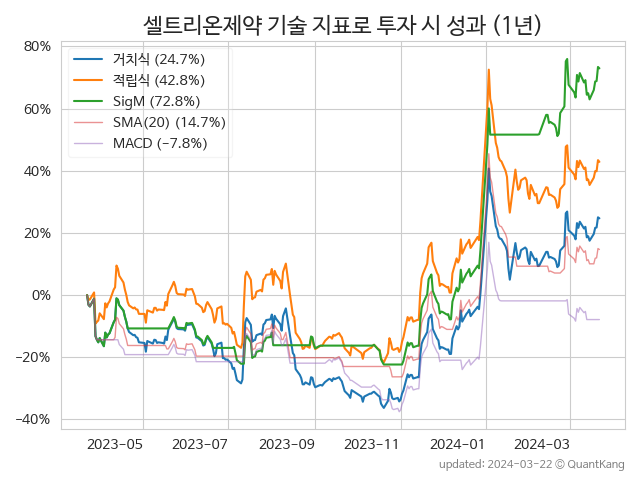 셀트리온제약 기술 지표로 투자 시 성과 (1년)
80%
60%
40%
20%
0%
−20%
−40%
거치식 (24.7%)
적립식 (42.8%)
SigM (72.8%)
SMA(20) (14.7%)
MACD (−7.8%)
2023−05
2023−07
2023−09
2023−11
2024−01
2024−03
updated: 2024−03−22 © QuantKang